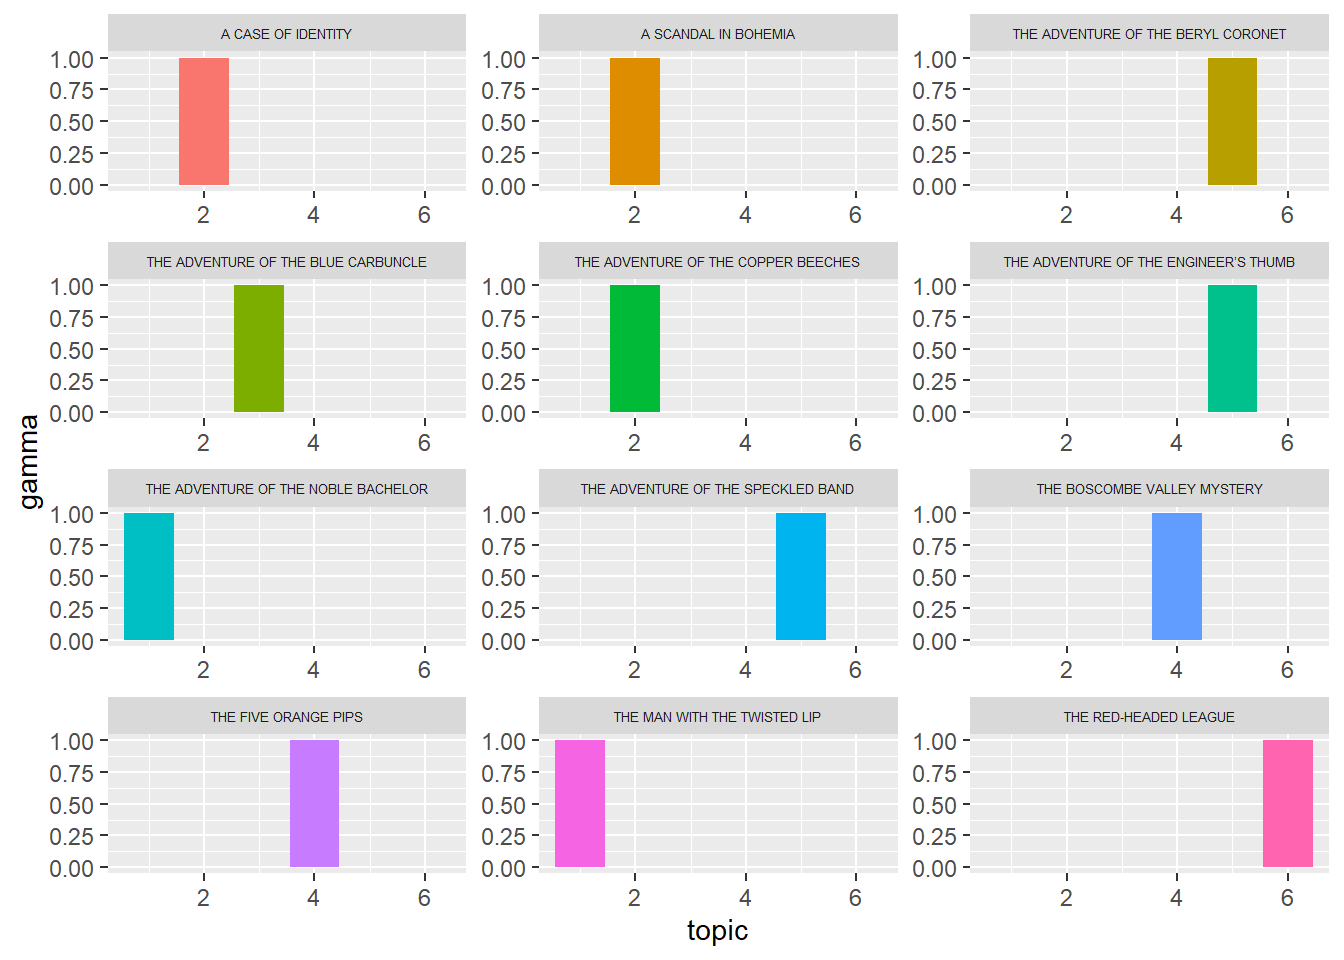 A CASE OF IDENTITY
A SCANDAL IN BOHEMIA
THE ADVENTURE OF THE BERYL CORONET
1.00
0.75
0.50
0.25
0.00
1.00
0.75
0.50
0.25
0.00
1.00
0.75
0.50
0.25
0.00
2 4 6
2 4 6
2 4 6
THE ADVENTURE OF THE BLUE CARBUNCLE
THE ADVENTURE OF THE COPPER BEECHES
THE ADVENTURE OF THE ENGINEER'S THUMB
1.00
0.75
0.50
0.25
0.00
1.00
0.75
0.50
0.25
0.00
1.00
0.75
0.50
0.25
0.00
2 4 6
2 4 6
2 4 6
gamma
THE ADVENTURE OF THE NOBLE BACHELOR
THE ADVENTURE OF THE SPECKLED BAND
THE BOSCOMBE VALLEY MYSTERY
1.00
0.75
0.50
0.25
0.00
1.00
0.75
0.50
0.25
0.00
1.00
0.75
0.50
0.25
0.00
2 4 6
2 4 6
2 4 6
THE FIVE ORANGE PIPS
THE MAN WITH THE TWISTED LIP
THE RED-HEADED LEAGUE
1.00
0.75
0.50
0.25
0.00
1.00
0.75
0.50
0.25
0.00
1.00
0.75
0.50
0.25
0.00
2 4 6
2 4 6
2 4 6
topic